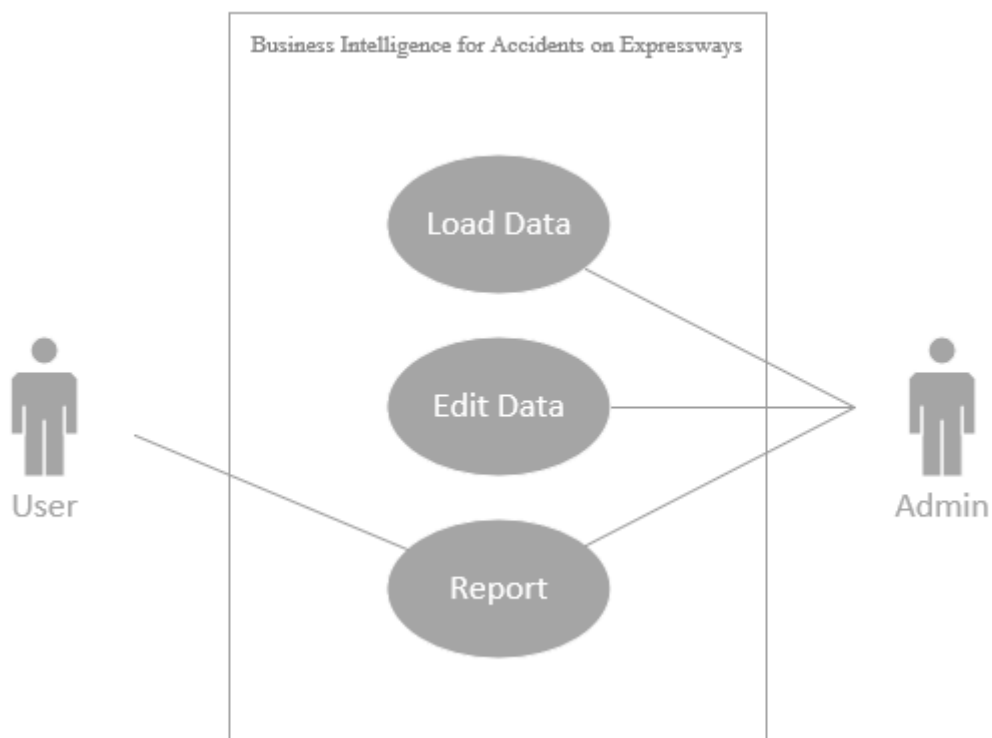 Business Intelligence for Accidents on Expressways
Load Data
Edit Data
User
Admin
Report